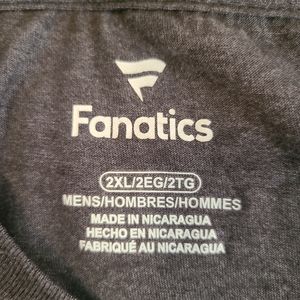 Fanatics
2XL/2EG/2TG
MENS/HOMBRES/HOMMES
MADE IN NICARAGUA
HECHO EN NICARAGUA
FABRIQUÉ AU NICARAGUA